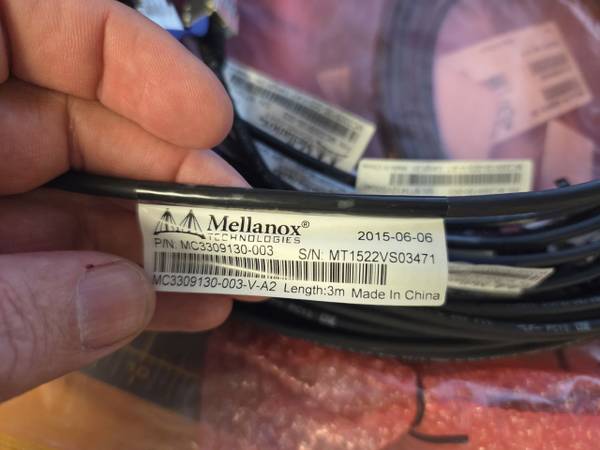 Mellanox®
TECHNOLOGIES
2015-06-06
P/N: MC3309130-003 S/N: MT1522VS03471
MC3309130-003-V-A2 Length:3m Made In China